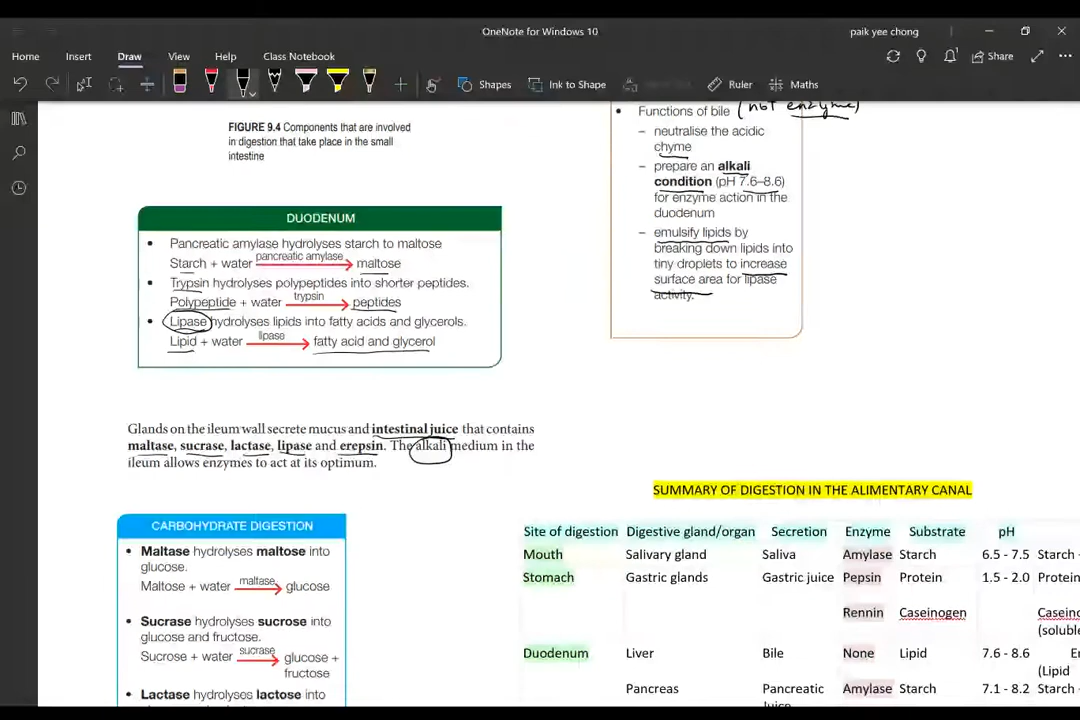 OneNote for Windows 10
paik yee chong
Home Insert Draw View Help Class Notebook
Share
Shapes Ink to Shape Ruler Maths
FIGURE 9.4 Components that are involved
in digestion that take place in the small
intestine
DUODENUM
• Pancreatic amylase hydrolyses starch to maltose
Starch + water pancreatic amylase maltose
• Trypsin hydrolyses polypeptides into shorter peptides.
Polypeptide + water trypsin peptides
• Lipase hydrolyses lipids into fatty acids and glycerols.
Lipid + water lipase fatty acid and glycerol
• Functions of bile (not enzyme)
– neutralise the acidic
chyme
– prepare an alkali
condition (pH 7.6–8.6)
for enzyme action in the
duodenum
– emulsify lipids by
breaking down lipids into
tiny droplets to increase
surface area for lipase
activity.
Glands on the ileum wall secrete mucus and intestinal juice that contains
maltase, sucrase, lactase, lipase and erepsin. The alkali medium in the
ileum allows enzymes to act at its optimum.
CARBOHYDRATE DIGESTION
• Maltase hydrolyses maltose into
glucose.
Maltose + water maltase glucose
• Sucrase hydrolyses sucrose into
glucose and fructose.
Sucrose + water sucrase glucose +
fructose
• Lactase hydrolyses lactose into
SUMMARY OF DIGESTION IN THE ALIMENTARY CANAL
Site of digestion Digestive gland/organ Secretion Enzyme Substrate pH
Mouth Salivary gland Saliva Amylase Starch 6.5 - 7.5 Starch
Stomach Gastric glands Gastric juice Pepsin Protein 1.5 - 2.0 Protein
Rennin Caseinogen Caseino
(soluble
Duodenum Liver Bile None Lipid 7.6 - 8.6
(Lipid
Pancreas Pancreatic Amylase Starch 7.1 - 8.2 Starch